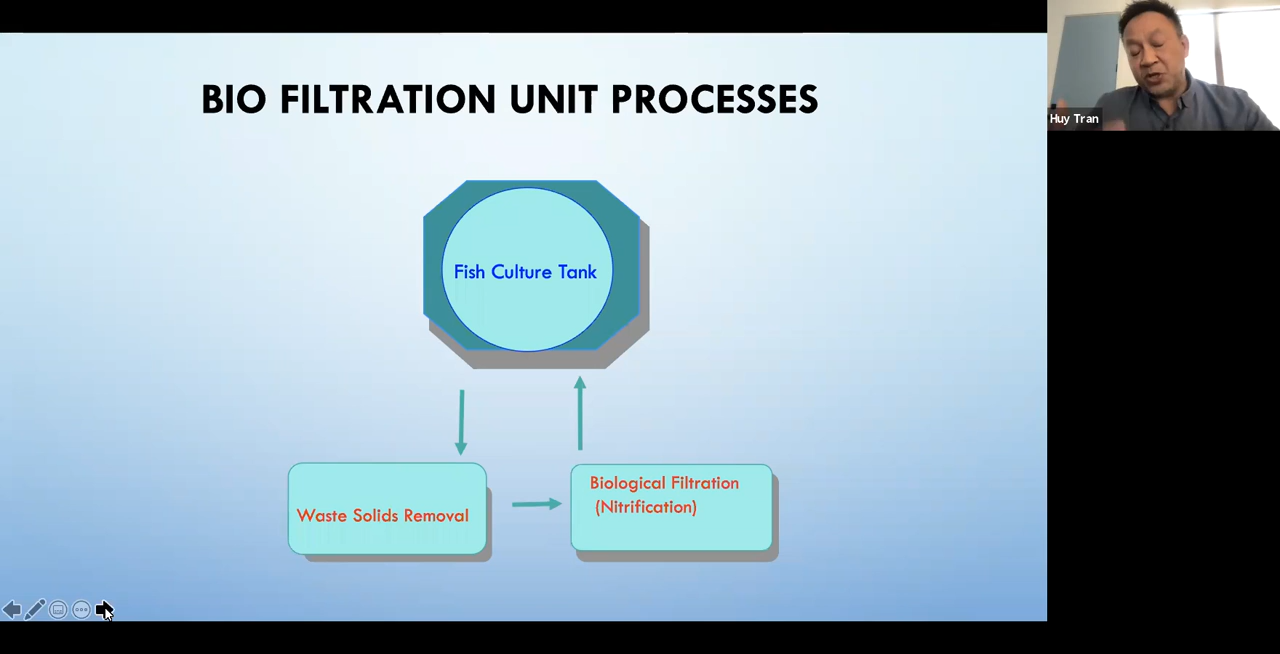 BIO FILTRATION UNIT PROCESSES
Huy Tran
Fish Culture Tank
Waste Solids Removal
Biological Filtration
(Nitrification)